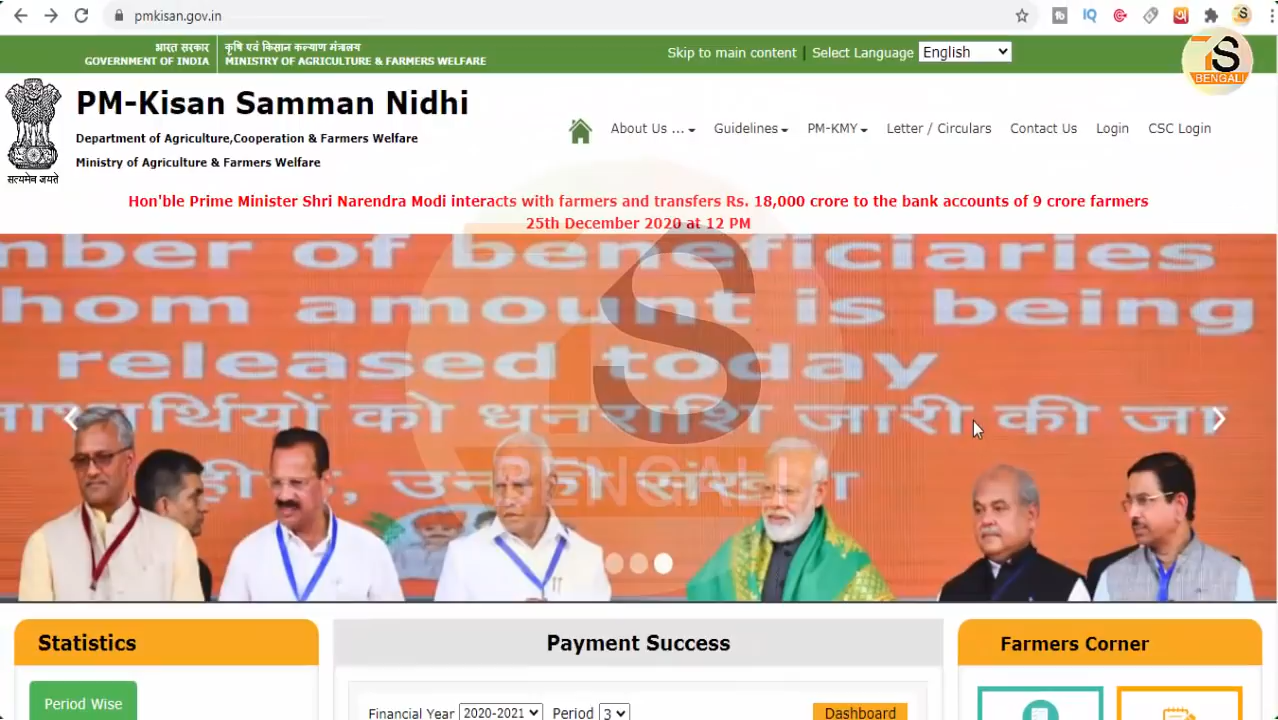 pmkisan.gov.in
भारत सरकार
GOVERNMENT OF INDIA
कृषि एवं किसान कल्याण मंत्रालय
MINISTRY OF AGRICULTURE & FARMERS WELFARE
Skip to main content | Select Language English
S
BENGALI
PM-Kisan Samman Nidhi
Department of Agriculture,Cooperation & Farmers Welfare
Ministry of Agriculture & Farmers Welfare
सत्यमेव जयते
About Us ... Guidelines PM-KMY Letter / Circulars Contact Us Login CSC Login
Hon'ble Prime Minister Shri Narendra Modi interacts with farmers and transfers Rs. 18,000 crore to the bank accounts of 9 crore farmers
25th December 2020 at 12 PM
mber of beneficiaries
hom amount is being
released today
को धनराशि जारी की जा
S
BENGALI
Statistics
Payment Success
Farmers Corner
Period Wise
Financial Year 2020-2021 Period 3 Dashboard